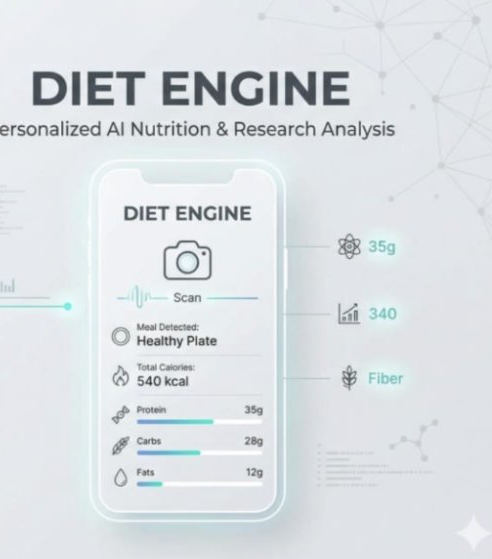 DIET ENGINE
ersonalized AI Nutrition & Research Analysis
DIET ENGINE
Scan
Meal Detected:
Healthy Plate
Total Calories:
540 kcal
Protein 35g
Carbs 28g
Fats 12g
35g
340
Fiber